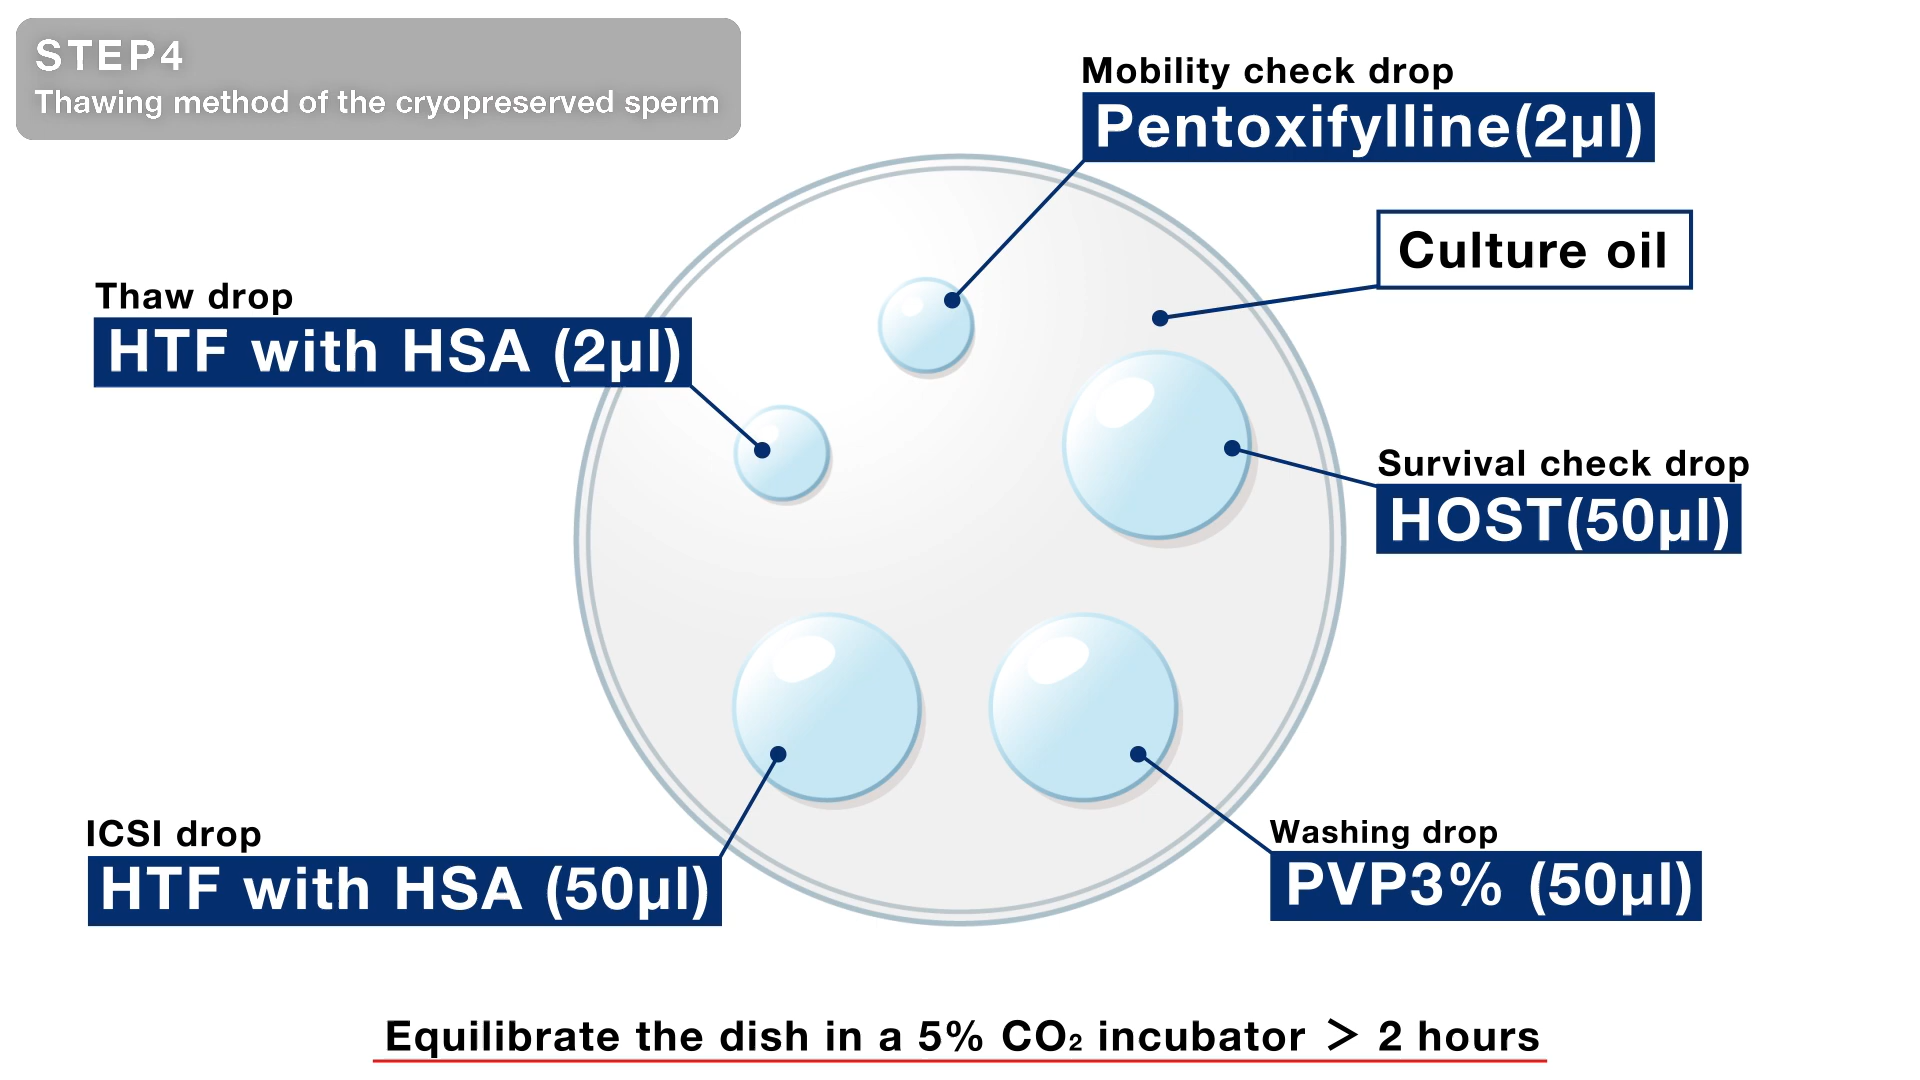 STEP4
Thawing method of the cryopreserved sperm
Mobility check drop
Pentoxifylline(2µl)
Culture oil
Thaw drop
HTF with HSA (2µl)
Survival check drop
HOST(50µl)
ICSI drop
HTF with HSA (50µl)
Washing drop
PVP3% (50µl)
Equilibrate the dish in a 5% CO₂ incubator > 2 hours